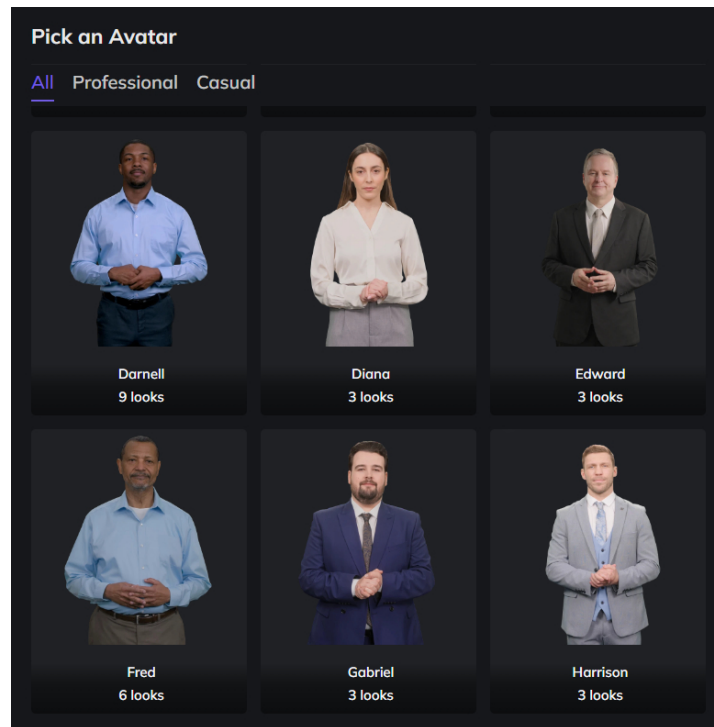 Pick an Avatar
All Professional Casual
Darnell
9 looks
Diana
3 looks
Edward
3 looks
Fred
6 looks
Gabriel
3 looks
Harrison
3 looks